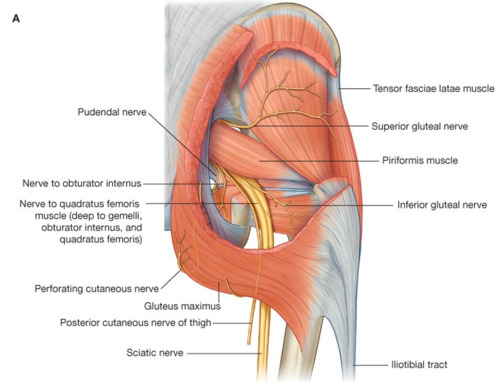 A
Tensor fasciae latae muscle
Pudendal nerve
Superior gluteal nerve
Piriformis muscle
Nerve to obturator internus
Nerve to quadratus femoris
muscle (deep to gemelli,
obturator internus, and
quadratus femoris)
Inferior gluteal nerve
Perforating cutaneous nerve
Gluteus maximus
Posterior cutaneous nerve of thigh
Sciatic nerve
Iliotibial tract